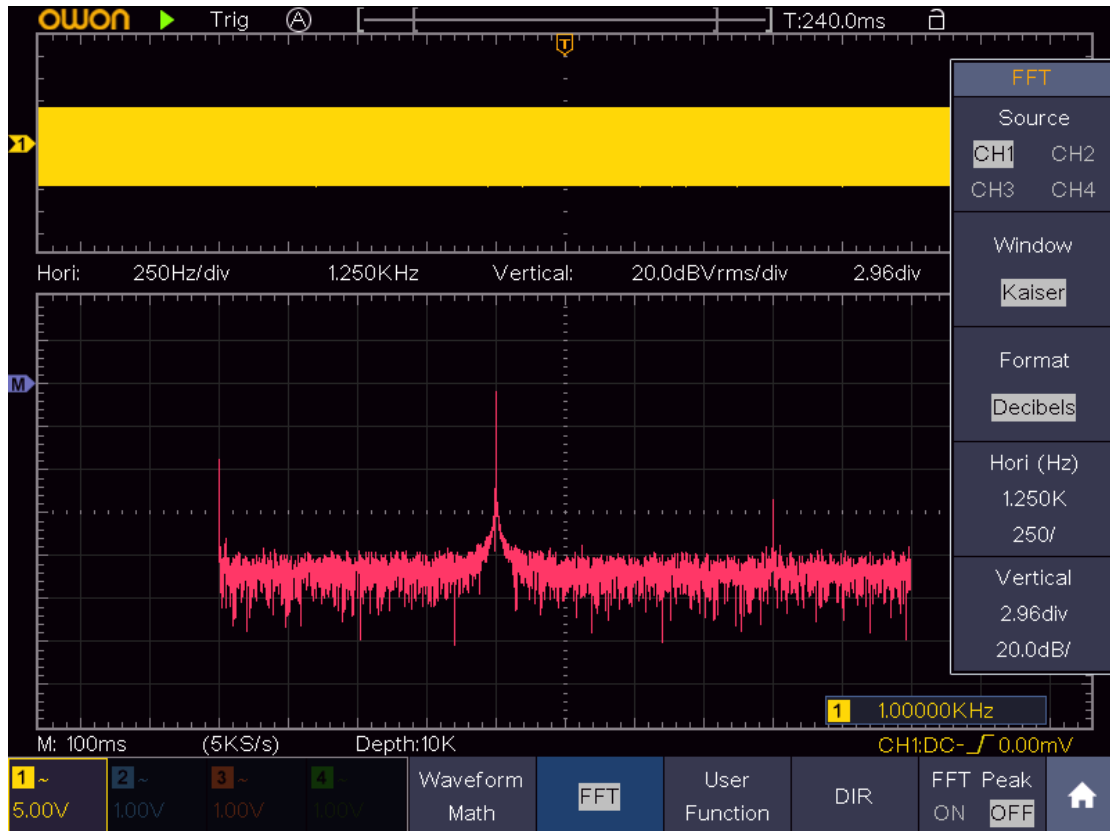 owon Trig A [ ] T:240.0ms
T
FFT
Source
CH1 CH2
CH3 CH4
1
Window
Kaiser
Hori: 250Hz/div 1.250KHz Vertical: 20.0dBVrms/div 2.96div
Format
Decibels
M
Hori (Hz)
1.250K
250/
Vertical
2.96div
20.0dB/
1 1.00000KHz
M: 100ms (5KS/s) Depth:10K CH1:DC- 0.00mV
1 ~ 2 ~ 3 ~ 4 ~
5.00V 1.00V 1.00V 1.00V
Waveform
Math
FFT
User
Function
DIR
FFT Peak
ON OFF